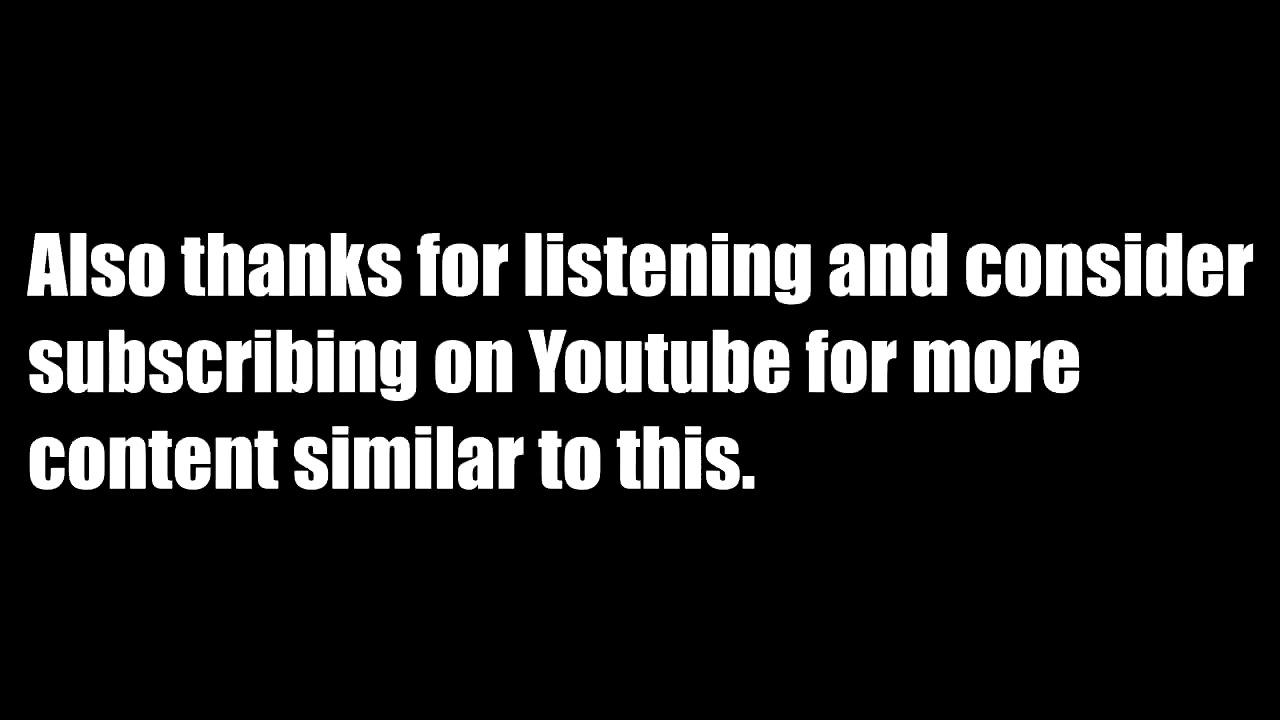 Also thanks for listening and consider
subscribing on Youtube for more
content similar to this.